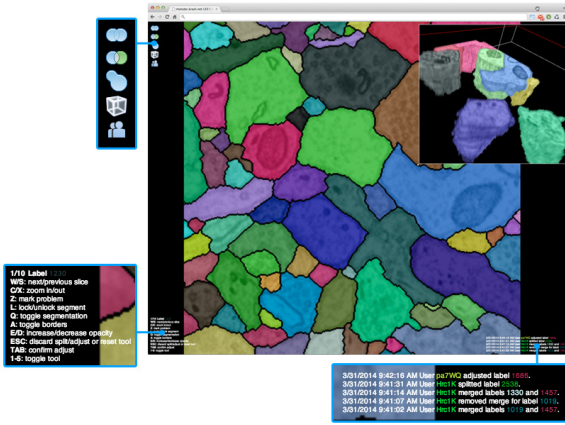 1/10 Label 1230
W/S: next/previous slice
C/X: zoom in/out
Z: mark problem
L: lock/unlock segment
Q: toggle segmentation
A: toggle borders
E/D: increase/decrease opacity
ESC: discard split/adjust or reset tool
TAB: confirm adjust
1-5: toggle tool
3/31/2014 9:42:16 AM User pa7WQ adjusted label 1685.
3/31/2014 9:41:31 AM User Hrc1K splitted label 2538.
3/31/2014 9:41:14 AM User Hrc1K merged labels 1330 and 1457.
3/31/2014 9:41:07 AM User Hrc1K removed merge for label 1019.
3/31/2014 9:41:02 AM User Hrc1K merged labels 1019 and 1457.